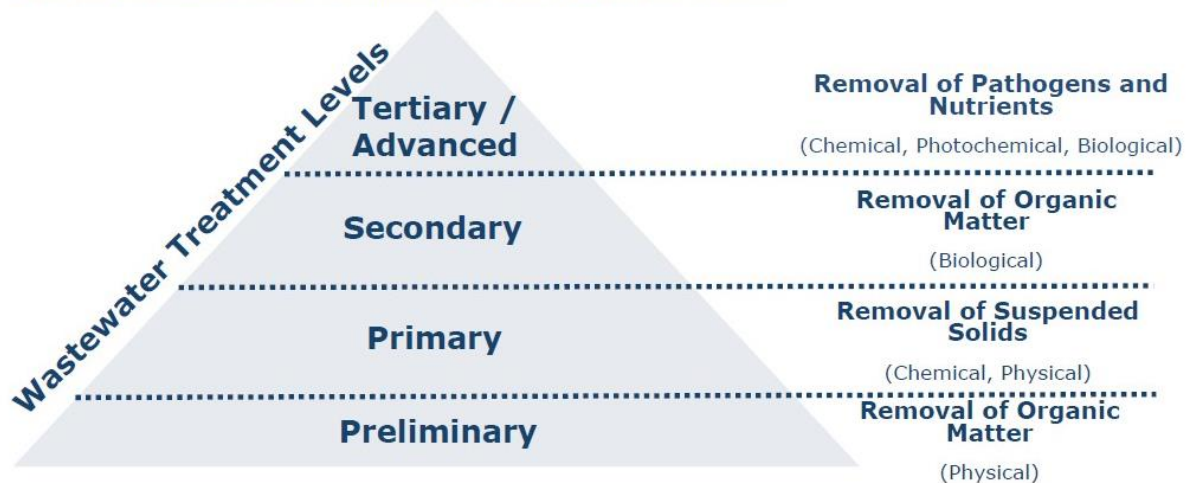 Wastewater Treatment Levels
Tertiary /
Advanced
Removal of Pathogens and
Nutrients
(Chemical, Photochemical, Biological)
Secondary
Removal of Organic
Matter
(Biological)
Primary
Removal of Suspended
Solids
(Chemical, Physical)
Preliminary
Removal of Organic
Matter
(Physical)